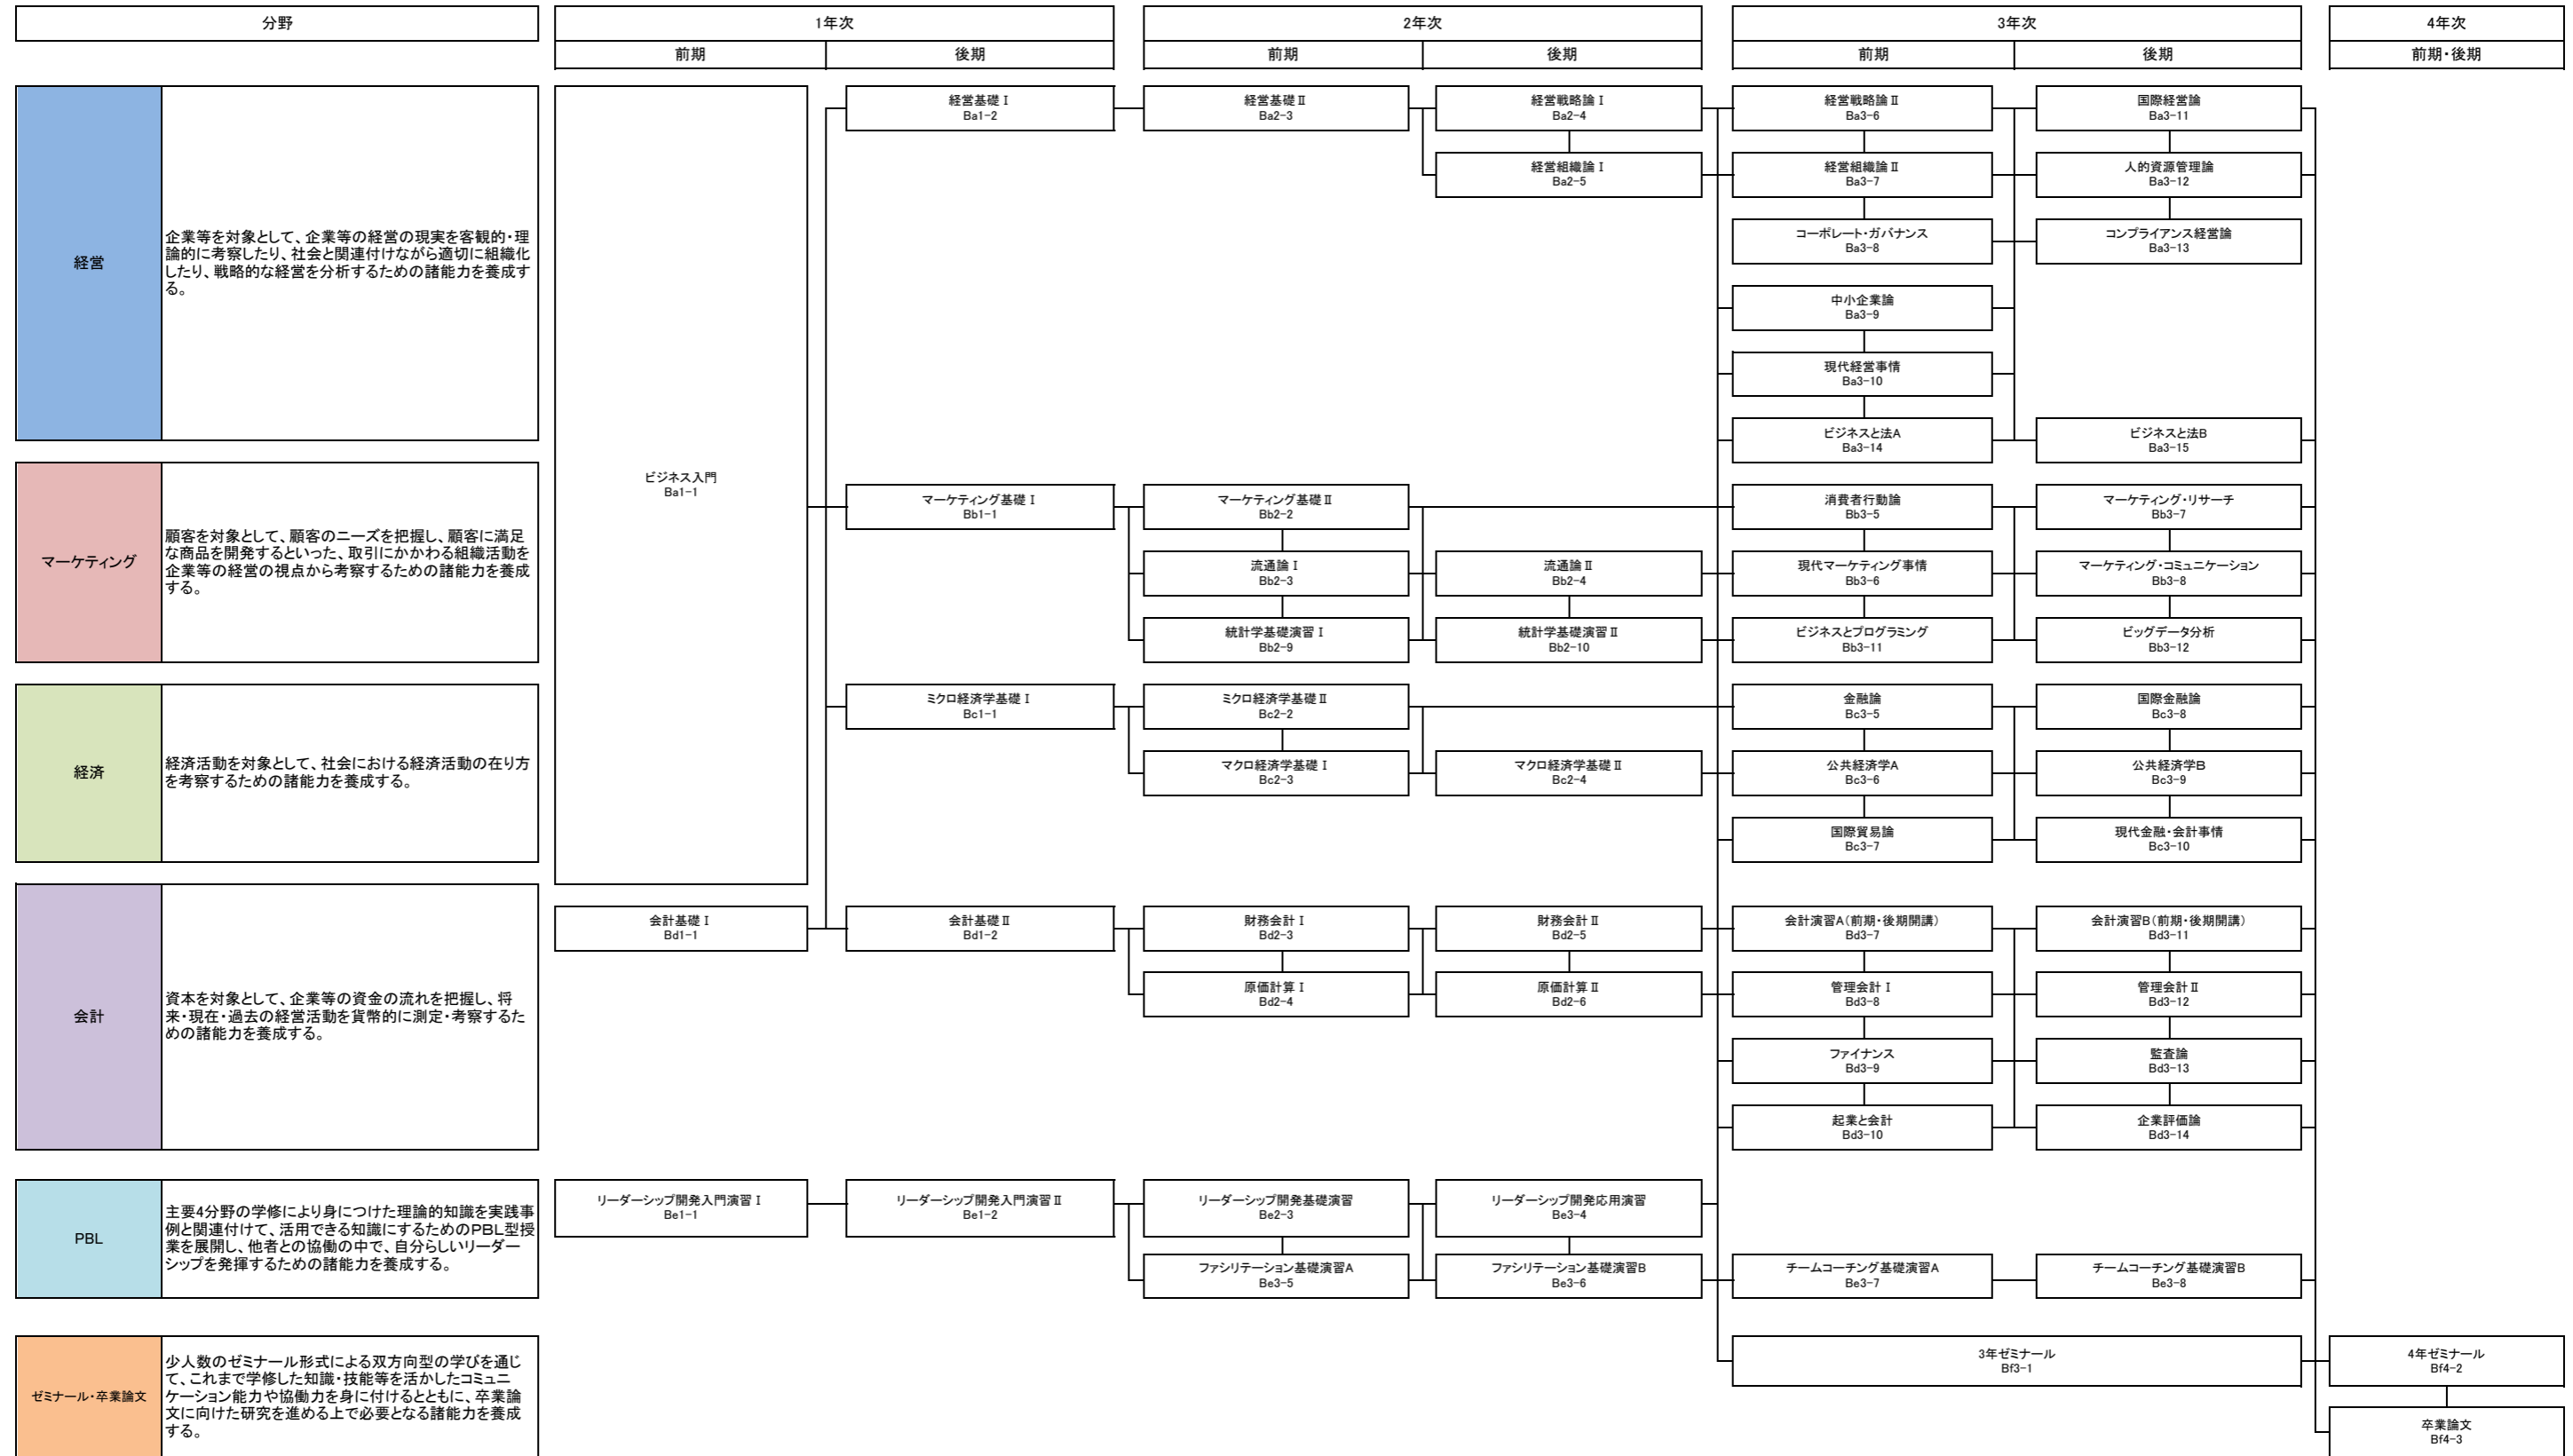 分野
1年次
2年次
3年次
4年次
前期
後期
前期
後期
前期
後期
前期・後期
経営
企業等を対象として、企業等の経営の現実を客観的・理
論的に考察したり、社会と関連付けながら適切に組織化
したり、戦略的な経営を分析するための諸能力を養成す
る。
ビジネス入門
Ba1-1
経営基礎Ⅰ
Ba1-2
経営基礎Ⅱ
Ba2-3
経営戦略論Ⅰ
Ba2-4
経営戦略論Ⅱ
Ba3-6
国際経営論
Ba3-11
経営組織論Ⅰ
Ba2-5
経営組織論Ⅱ
Ba3-7
人的資源管理論
Ba3-12
コーポレート・ガバナンス
Ba3-8
コンプライアンス経営論
Ba3-13
中小企業論
Ba3-9
現代経営事情
Ba3-10
ビジネスと法A
Ba3-14
ビジネスと法B
Ba3-15
マーケティング
顧客を対象として、顧客のニーズを把握し、顧客に満足
な商品を開発するといった、取引にかかわる組織活動を
企業等の経営の視点から考察するための諸能力を養成
する。
マーケティング基礎Ⅰ
Bb1-1
マーケティング基礎Ⅱ
Bb2-2
消費者行動論
Bb3-5
マーケティング・リサーチ
Bb3-7
流通論Ⅰ
Bb2-3
流通論Ⅱ
Bb2-4
現代マーケティング事情
Bb3-6
マーケティング・コミュニケーション
Bb3-8
統計学基礎演習Ⅰ
Bb2-9
統計学基礎演習Ⅱ
Bb2-10
ビジネスとプログラミング
Bb3-11
ビッグデータ分析
Bb3-12
経済
経済活動を対象として、社会における経済活動の在り方
を考察するための諸能力を養成する。
ミクロ経済学基礎Ⅰ
Bc1-1
ミクロ経済学基礎Ⅱ
Bc2-2
金融論
Bc3-5
国際金融論
Bc3-8
マクロ経済学基礎Ⅰ
Bc2-3
マクロ経済学基礎Ⅱ
Bc2-4
公共経済学A
Bc3-6
公共経済学B
Bc3-9
国際貿易論
Bc3-7
現代金融・会計事情
Bc3-10
会計
資本を対象として、企業等の資金の流れを把握し、将
来・現在・過去の経営活動を貨幣的に測定・考察するた
めの諸能力を養成する。
会計基礎Ⅰ
Bd1-1
会計基礎Ⅱ
Bd1-2
財務会計Ⅰ
Bd2-3
財務会計Ⅱ
Bd2-5
会計演習A(前期・後期開講)
Bd3-7
会計演習B(前期・後期開講)
Bd3-11
原価計算Ⅰ
Bd2-4
原価計算Ⅱ
Bd2-6
管理会計Ⅰ
Bd3-8
管理会計Ⅱ
Bd3-12
ファイナンス
Bd3-9
監査論
Bd3-13
起業と会計
Bd3-10
企業評価論
Bd3-14
PBL
主要4分野の学修により身につけた理論的知識を実践事
例と関連付けて、活用できる知識にするためのPBL型授
業を展開し、他者との協働の中で、自分らしいリーダー
シップを発揮するための諸能力を養成する。
リーダーシップ開発入門演習Ⅰ
Be1-1
リーダーシップ開発入門演習Ⅱ
Be1-2
リーダーシップ開発基礎演習
Be2-3
リーダーシップ開発応用演習
Be3-4
ファシリテーション基礎演習A
Be3-5
ファシリテーション基礎演習B
Be3-6
チームコーチング基礎演習A
Be3-7
チームコーチング基礎演習B
Be3-8
ゼミナール・卒業論文
少人数のゼミナール形式による双方向型の学びを通じ
て、これまで学修した知識・技能等を活かしたコミュニ
ケーション能力や協働力を身に付けるとともに、卒業論
文に向けた研究を進める上で必要となる諸能力を養成
する。
3年ゼミナール
Bf3-1
4年ゼミナール
Bf4-2
卒業論文
Bf4-3